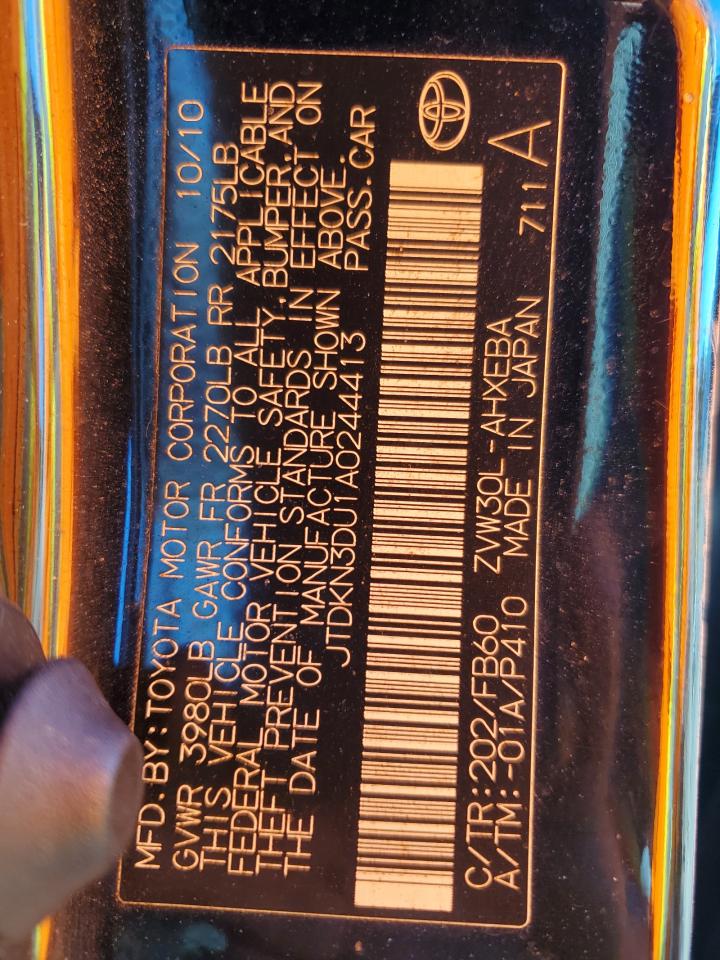 MFD. BY: TOYOTA MOTOR CORPORATION 10/10
GVWR 3980LB GAWR FR 2270LB RR 2175LB
THIS VEHICLE CONFORMS TO ALL APPLICABLE
FEDERAL MOTOR VEHICLE SAFETY, BUMPER, AND
THEFT PREVENTION STANDARDS IN EFFECT ON
THE DATE OF MANUFACTURE SHOWN ABOVE.
JTDKN3DU1A0244413 PASS. CAR
C/TR:202/FB60 ZVW30L-AHXEBA
A/TM:-01A/P410 MADE IN JAPAN 711 A